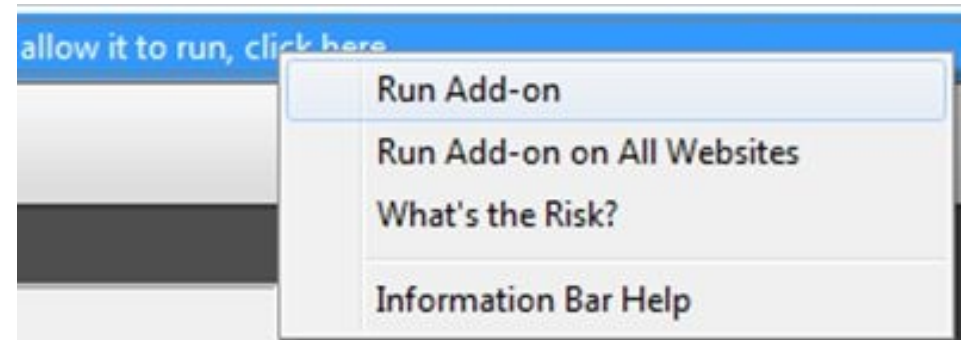 allow it to run, click here
Run Add-on
Run Add-on on All Websites
What's the Risk?
Information Bar Help